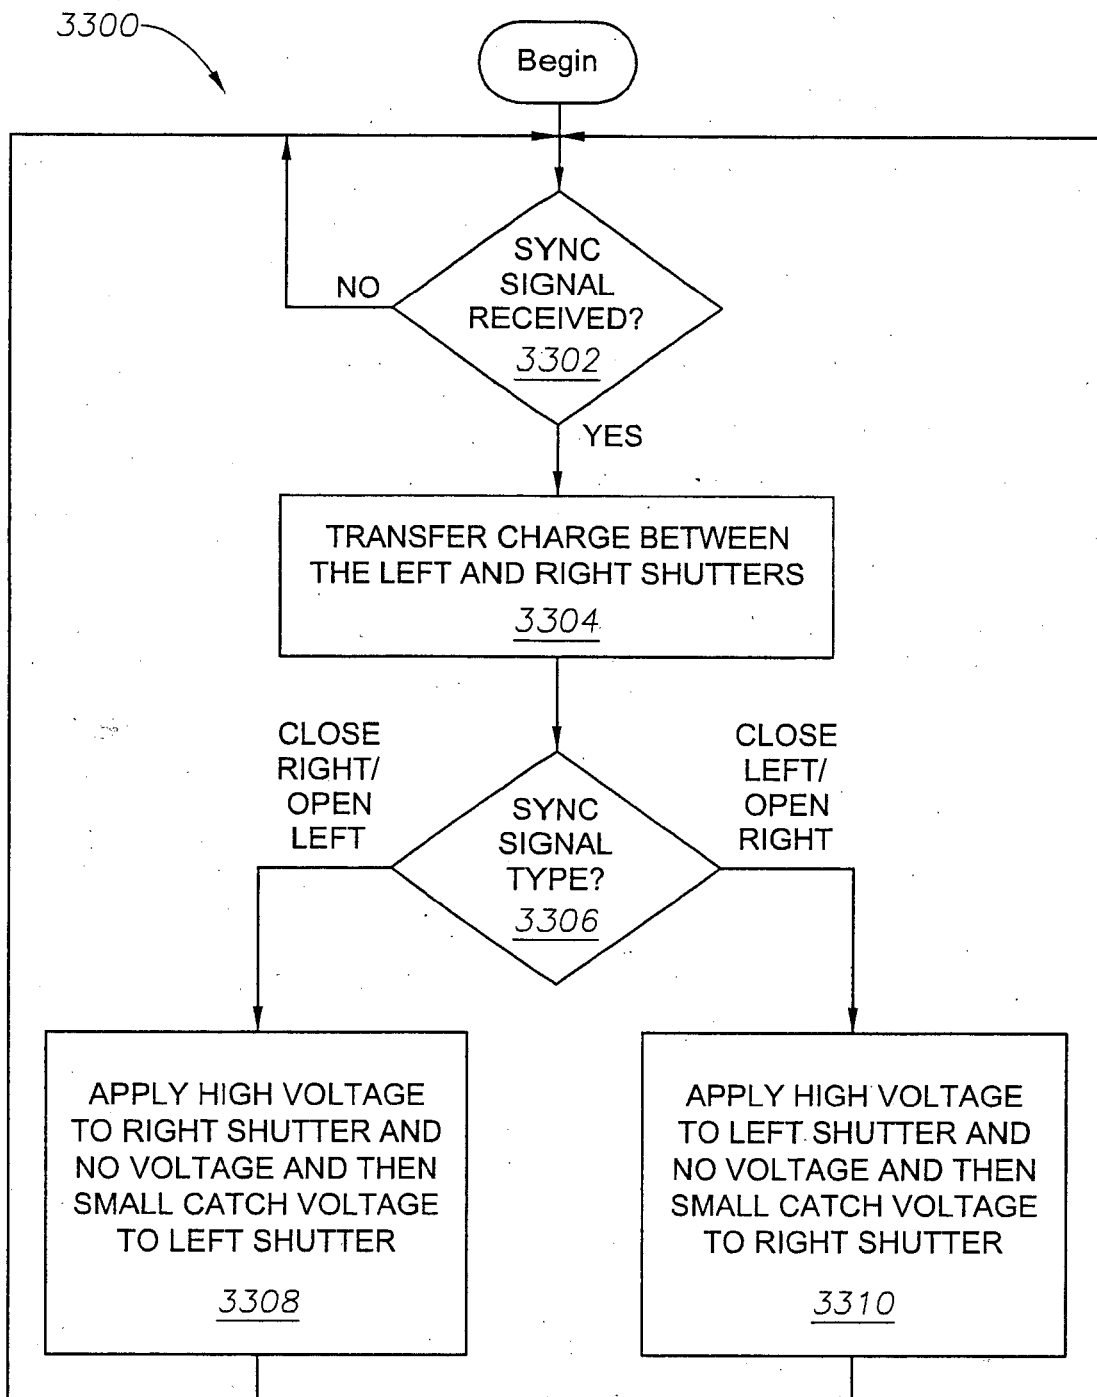 3300
Begin
SYNC
SIGNAL
RECEIVED?
3302
NO
YES
TRANSFER CHARGE BETWEEN
THE LEFT AND RIGHT SHUTTERS
3304
CLOSE
RIGHT/
OPEN
LEFT
CLOSE
LEFT/
OPEN
RIGHT
SYNC
SIGNAL
TYPE?
3306
APPLY HIGH VOLTAGE
TO RIGHT SHUTTER AND
NO VOLTAGE AND THEN
SMALL CATCH VOLTAGE
TO LEFT SHUTTER
3308
APPLY HIGH VOLTAGE
TO LEFT SHUTTER AND
NO VOLTAGE AND THEN
SMALL CATCH VOLTAGE
TO RIGHT SHUTTER
3310